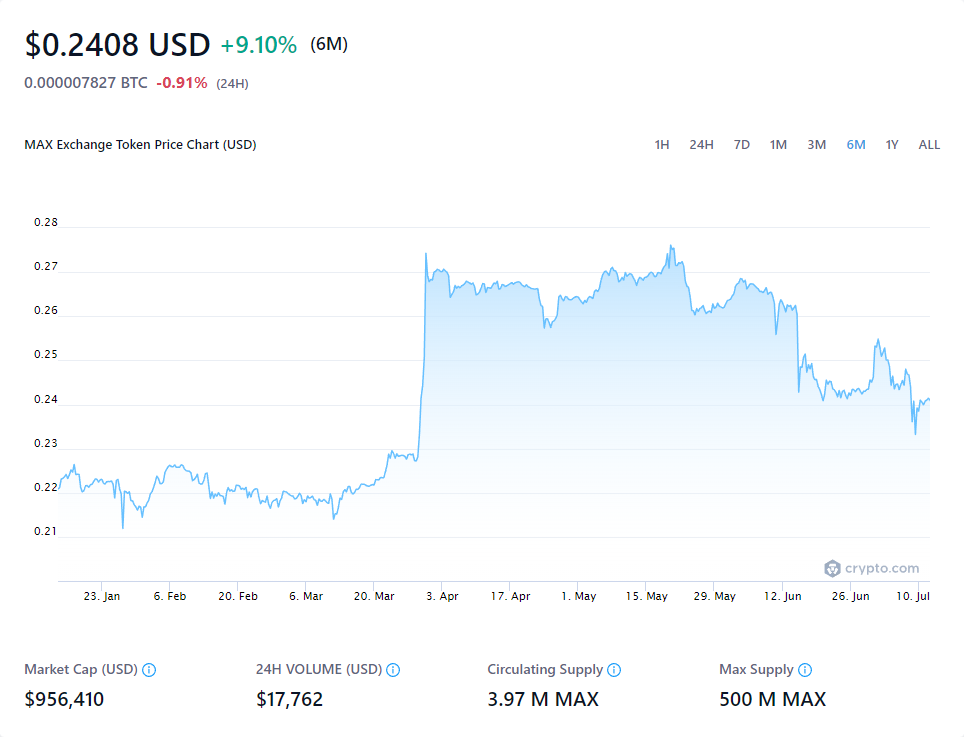 $0.2408 USD +9.10% (6M)
0.000007827 BTC -0.91% (24H)
MAX Exchange Token Price Chart (USD)
1H 24H 7D 1M 3M 6M 1Y ALL
0.28
0.27
0.26
0.25
0.24
0.23
0.22
0.21
crypto.com
23. Jan 6. Feb 20. Feb 6. Mar 20. Mar 3. Apr 17. Apr 1. May 15. May 29. May 12. Jun 26. Jun 10. Jul
Market Cap (USD) 24H VOLUME (USD) Circulating Supply Max Supply
$956,410 $17,762 3.97 M MAX 500 M MAX